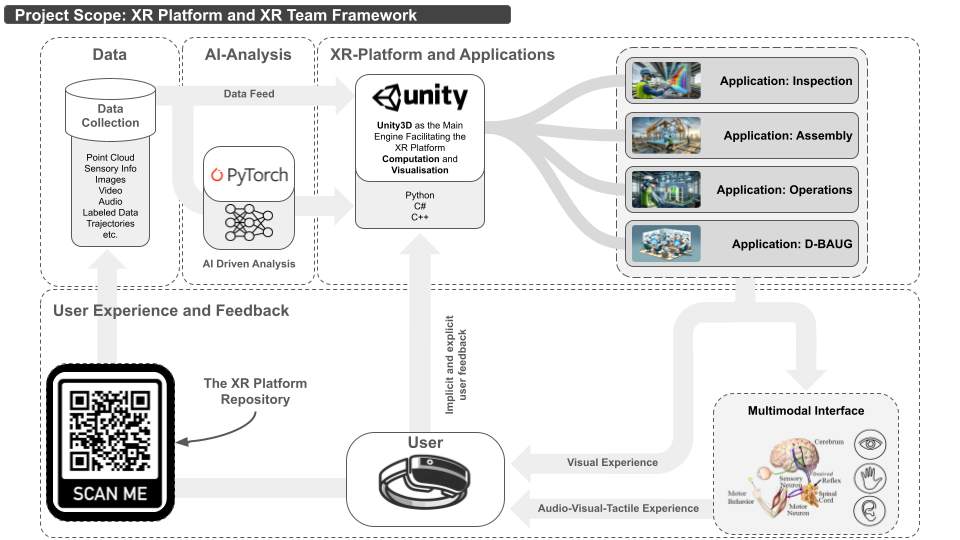 Project Scope: XR Platform and XR Team Framework
Data
AI-Analysis
XR-Platform and Applications
Data
Collection
Point Cloud
Sensory Info
Images
Video
Audio
Labeled Data
Trajectories
etc.
Data Feed
PyTorch
AI Driven Analysis
unity
Unity3D as the Main
Engine Facilitating the
XR Platform
Computation and
Visualisation
Python
C#
C++
Application: Inspection
Application: Assembly
Application: Operations
Application: D-BAUG
User Experience and Feedback
The XR Platform
Repository
SCAN ME
Implicit and explicit
user feedback
User
Visual Experience
Audio-Visual-Tactile Experience
Multimodal Interface
Cerebrum
Sensory
Neuron
Desired
Reflex
Motor
Behavior
Spinal
Cord
Motor
Neuron